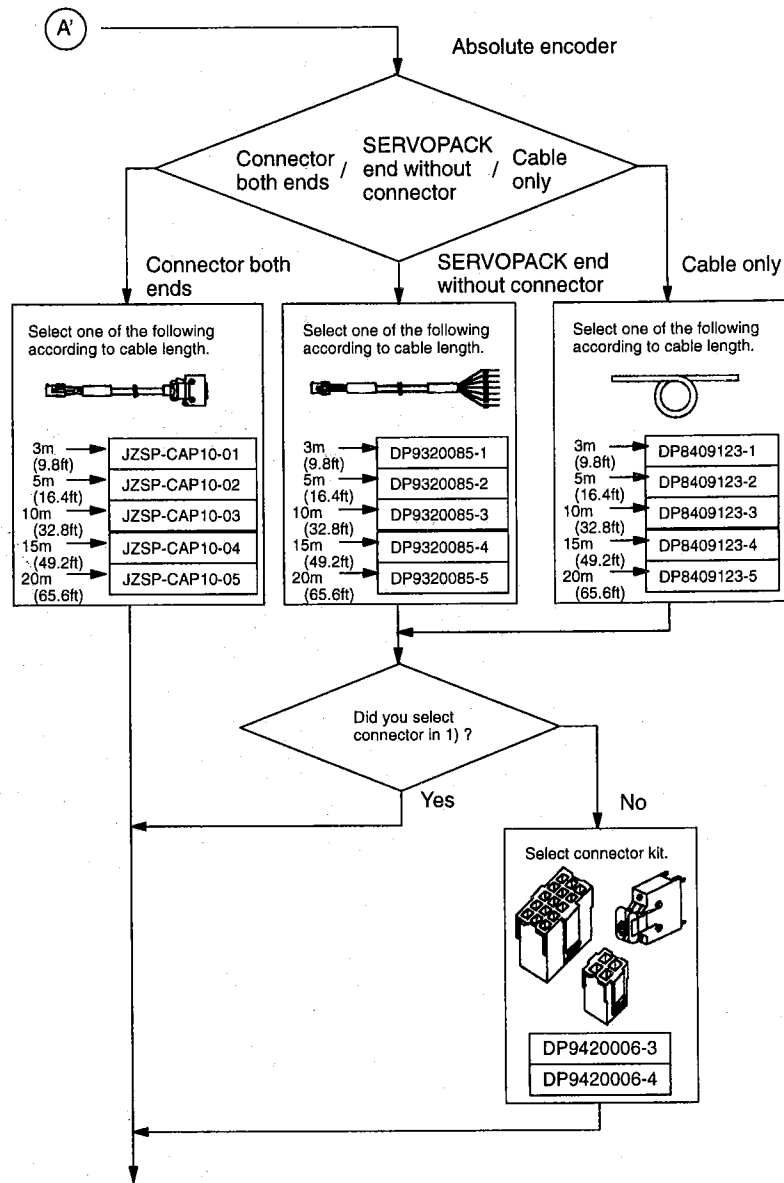 A'
Absolute encoder
Connector both ends / SERVOPACK end without connector / Cable only
Connector both
ends
Select one of the following
according to cable length.
3m
(9.8ft)
JZSP-CAP10-01
5m
(16.4ft)
JZSP-CAP10-02
10m
(32.8ft)
JZSP-CAP10-03
15m
(49.2ft)
JZSP-CAP10-04
20m
(65.6ft)
JZSP-CAP10-05
SERVOPACK end
without connector
Select one of the following
according to cable length.
3m
(9.8ft)
DP9320085-1
5m
(16.4ft)
DP9320085-2
10m
(32.8ft)
DP9320085-3
15m
(49.2ft)
DP9320085-4
20m
(65.6ft)
DP9320085-5
Cable only
Select one of the following
according to cable length.
3m
(9.8ft)
DP8409123-1
5m
(16.4ft)
DP8409123-2
10m
(32.8ft)
DP8409123-3
15m
(49.2ft)
DP8409123-4
20m
(65.6ft)
DP8409123-5
Did you select
connector in 1) ?
Yes
No
Select connector kit.
DP9420006-3
DP9420006-4